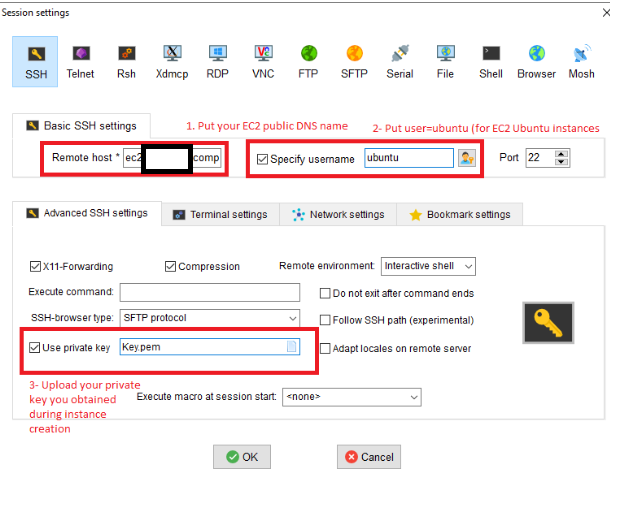 Session settings
SSH Telnet Rsh Xdmcp RDP VNC FTP SFTP Serial File Shell Browser Mosh
Basic SSH settings
1. Put your EC2 public DNS name
2- Put user=ubuntu (for EC2 Ubuntu instances
Remote host * ec2 comp
Specify username ubuntu
Port 22
Advanced SSH settings Terminal settings Network settings Bookmark settings
X11-Forwarding Compression Remote environment: Interactive shell
Execute command: Do not exit after command ends
SSH-browser type: SFTP protocol Follow SSH path (experimental)
Use private key Key.pem Adapt locales on remote server
3- Upload your private
key you obtained
during instance
creation
Execute macro at session start: <none>
OK Cancel